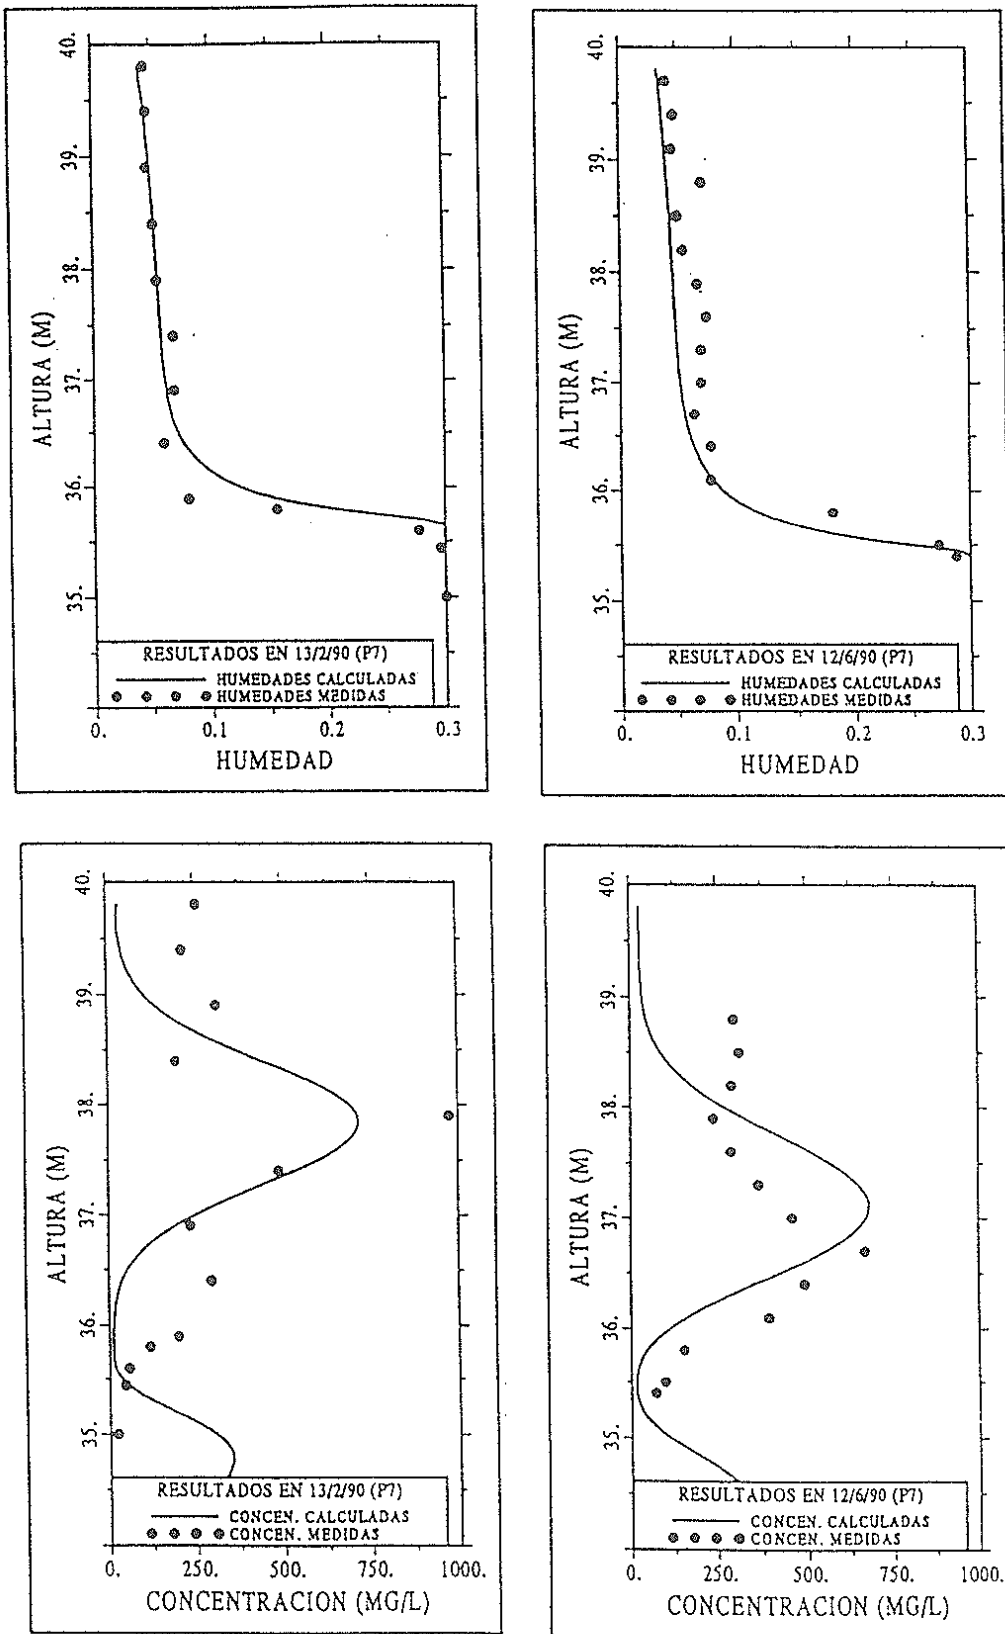 40.
39.
38.
37.
36.
35.
ALTURA (M)
RESULTADOS EN 13/2/90 (P7)
HUMEDADES CALCULADAS
HUMEDADES MEDIDAS
0. 0.1 0.2 0.3
HUMEDAD
40.
39.
38.
37.
36.
35.
ALTURA (M)
RESULTADOS EN 12/6/90 (P7)
HUMEDADES CALCULADAS
HUMEDADES MEDIDAS
0. 0.1 0.2 0.3
HUMEDAD
40.
39.
38.
37.
36.
35.
ALTURA (M)
RESULTADOS EN 13/2/90 (P7)
CONCEN. CALCULADAS
CONCEN. MEDIDAS
0. 250. 500. 750. 1000.
CONCENTRACION (MG/L)
40.
39.
38.
37.
36.
35.
ALTURA (M)
RESULTADOS EN 12/6/90 (P7)
CONCEN. CALCULADAS
CONCEN. MEDIDAS
0. 250. 500. 750. 1000.
CONCENTRACION (MG/L)